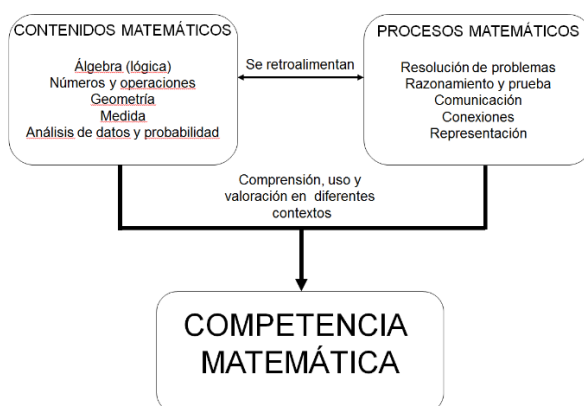 CONTENIDOS MATEMÁTICOS
Álgebra (lógica)
Números y operaciones
Geometría
Medida
Análisis de datos y probabilidad
Se retroalimentan
PROCESOS MATEMÁTICOS
Resolución de problemas
Razonamiento y prueba
Comunicación
Conexiones
Representación
Comprensión, uso y
valoración en diferentes
contextos
COMPETENCIA
MATEMÁTICA